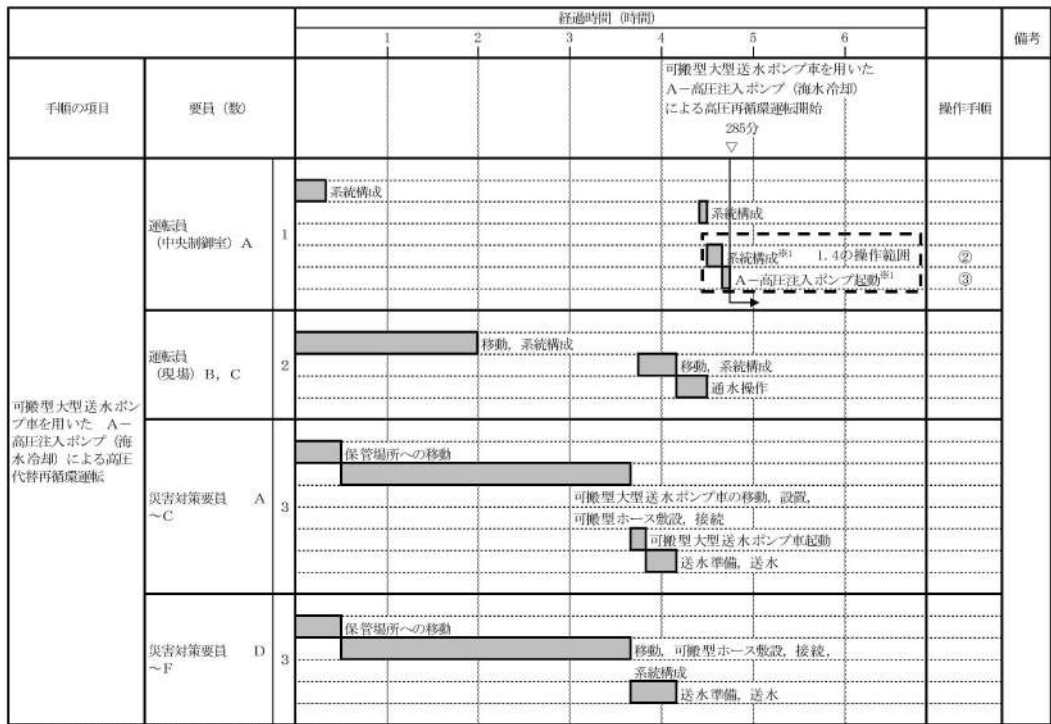 経過時間（時間）
1 2 3 4 5 6
備考
手順の項目
要員（数）
操作手順
可搬型大型送水ポンプ車を用いた
A－高圧注入ポンプ（海水冷却）
による高圧再循環運転開始
285分
▽
可搬型大型送水ポン
プ車を用いた A－
高圧注入ポンプ（海
水冷却）による高圧
代替再循環運転
運転員
（中央制御室）A
1
系統構成
系統構成
系統構成※1 1.4の操作範囲
②
A－高圧注入ポンプ起動※1
③
運転員
（現場）B，C
2
移動，系統構成
移動，系統構成
通水操作
災害対策要員 A
～C
3
保管場所への移動
可搬型大型送水ポンプ車の移動，設置，
可搬型ホース敷設，接続
可搬型大型送水ポンプ車起動
送水準備，送水
災害対策要員 D
～F
3
保管場所への移動
移動，可搬型ホース敷設，接続，
系統構成
送水準備，送水